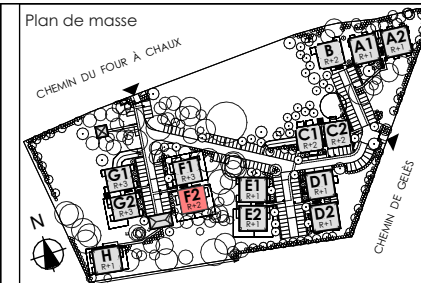 Plan de masse
CHEMIN DU FOUR À CHAUX
B
R+2
A1
R+1
A2
R+1
C1
R+2
C2
R+2
G1
R+3
F1
R+3
G2
R+3
F2
R+2
E1
R+1
D1
R+1
E2
R+1
D2
R+1
H
R+1
N
CHEMIN DE GELÈS